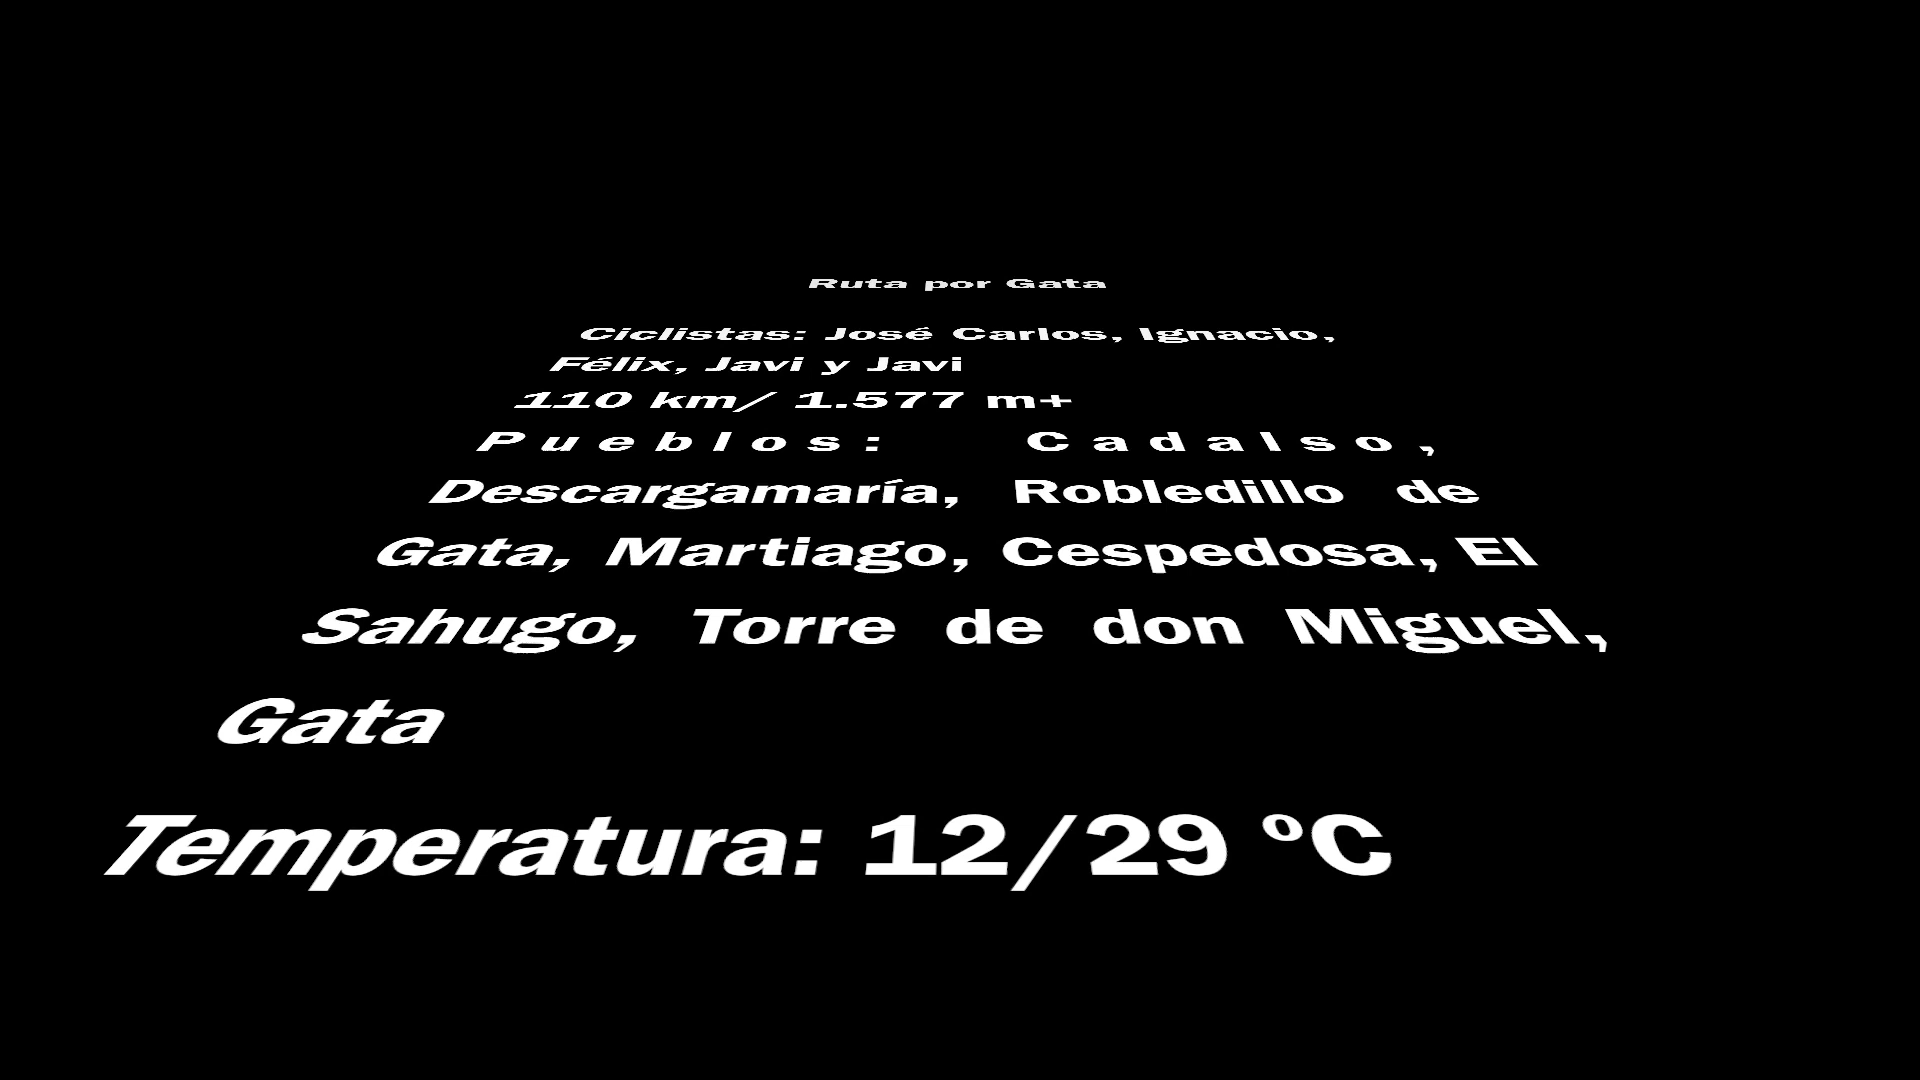 Ruta por Gata
Ciclistas: José Carlos, Ignacio,
Félix, Javi y Javi
110 km/ 1.577 m+
Pueblos: Cadalso,
Descargamaría, Robledillo de
Gata, Martiago, Cespedosa, El
Sahugo, Torre de don Miguel,
Gata
Temperatura: 12/29 ºC